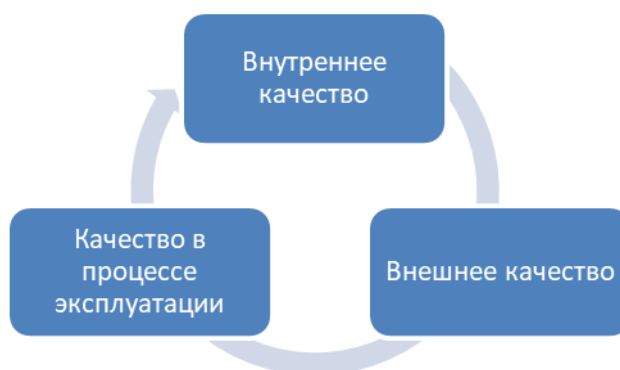 Внутреннее
качество
Качество в
процессе
эксплуатации
Внешнее качество